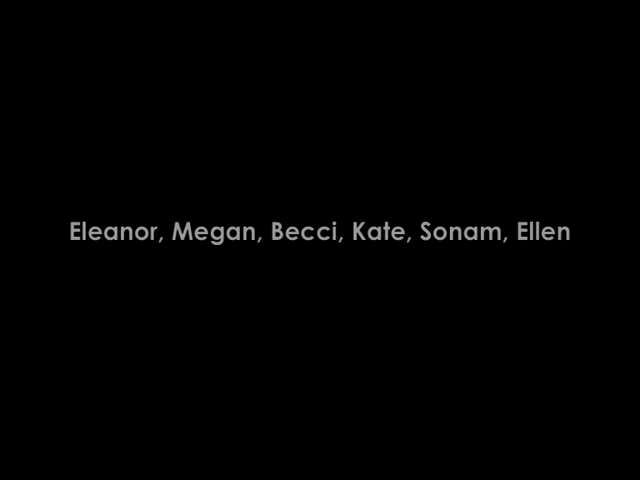 Eleanor, Megan, Becci, Kate, Sonam, Ellen